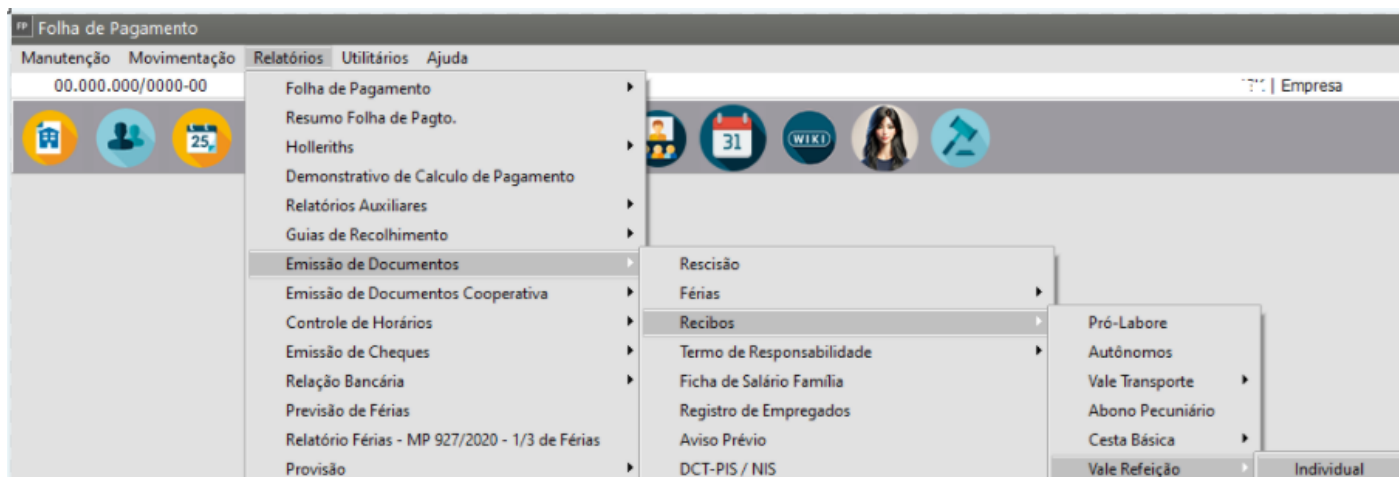 FP Folha de Pagamento
Manutenção Movimentação Relatórios Utilitários Ajuda
00.000.000/0000-00 | Empresa
25
31
WIKI
Folha de Pagamento
Resumo Folha de Pagto.
Holleriths
Demonstrativo de Calculo de Pagamento
Relatórios Auxiliares
Guias de Recolhimento
Emissão de Documentos
Emissão de Documentos Cooperativa
Controle de Horários
Emissão de Cheques
Relação Bancária
Previsão de Férias
Relatório Férias - MP 927/2020 - 1/3 de Férias
Provisão
Rescisão
Férias
Recibos
Termo de Responsabilidade
Ficha de Salário Família
Registro de Empregados
Aviso Prévio
DCT-PIS / NIS
Pró-Labore
Autônomos
Vale Transporte
Abono Pecuniário
Cesta Básica
Vale Refeição
Individual